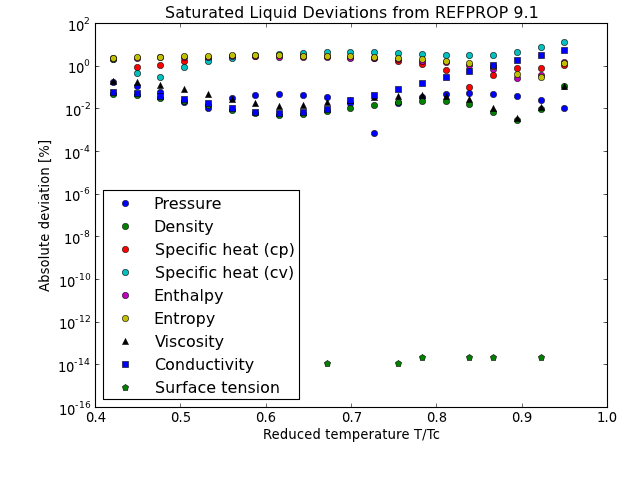 Saturated Liquid Deviations from REFPROP 9.1
Absolute deviation [%]
10^2
10^0
10^-2
10^-4
10^-6
10^-8
10^-10
10^-12
10^-14
10^-16
Pressure
Density
Specific heat (cp)
Specific heat (cv)
Enthalpy
Entropy
Viscosity
Conductivity
Surface tension
0.4 0.5 0.6 0.7 0.8 0.9 1.0
Reduced temperature T/Tc